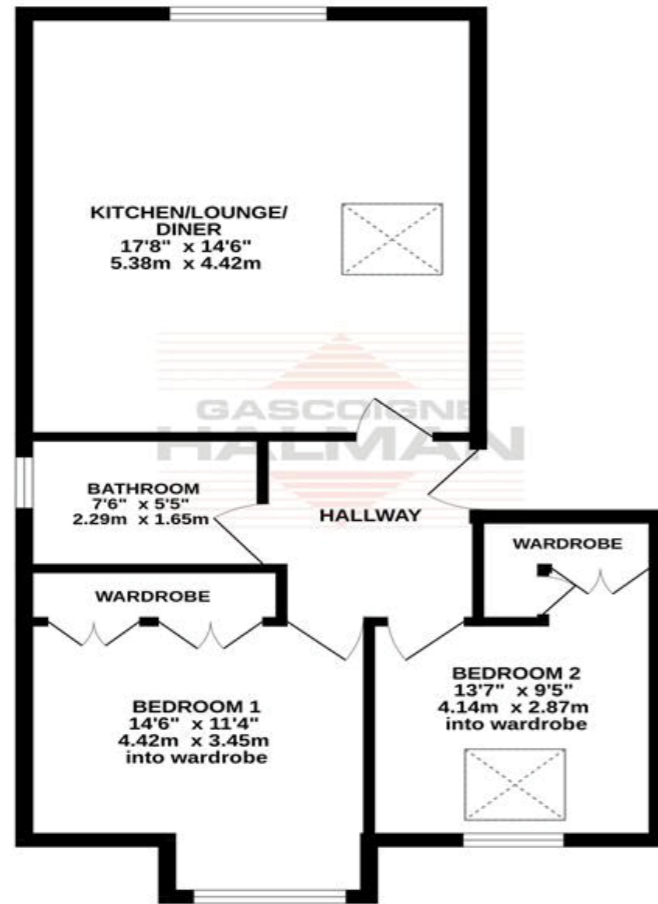 KITCHEN/LOUNGE/
DINER
17'8" x 14'6"
5.38m x 4.42m
GASCOIGNE
HALMAN
BATHROOM
7'6" x 5'5"
2.29m x 1.65m
HALLWAY
WARDROBE
WARDROBE
BEDROOM 1
14'6" x 11'4"
4.42m x 3.45m
into wardrobe
BEDROOM 2
13'7" x 9'5"
4.14m x 2.87m
into wardrobe